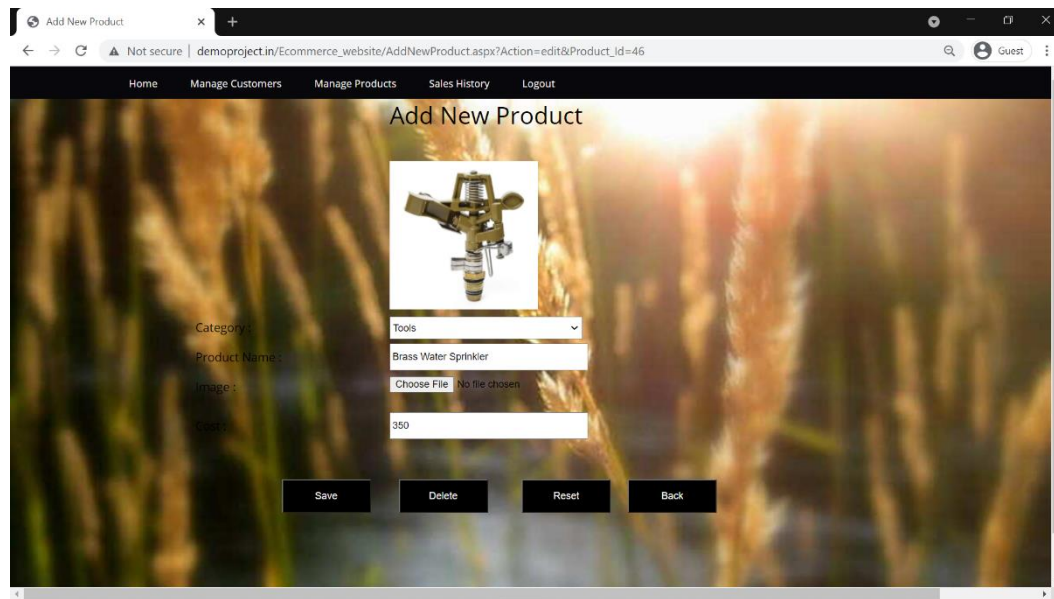 Add New Product
Not secure | demoproject.in/Ecommerce_website/AddNewProduct.aspx?Action=edit&Product_Id=46
Guest
Home Manage Customers Manage Products Sales History Logout
Add New Product
Category : Tools
Product Name : Brass Water Sprinkler
Image : Choose File No file chosen
Cost : 350
Save Delete Reset Back